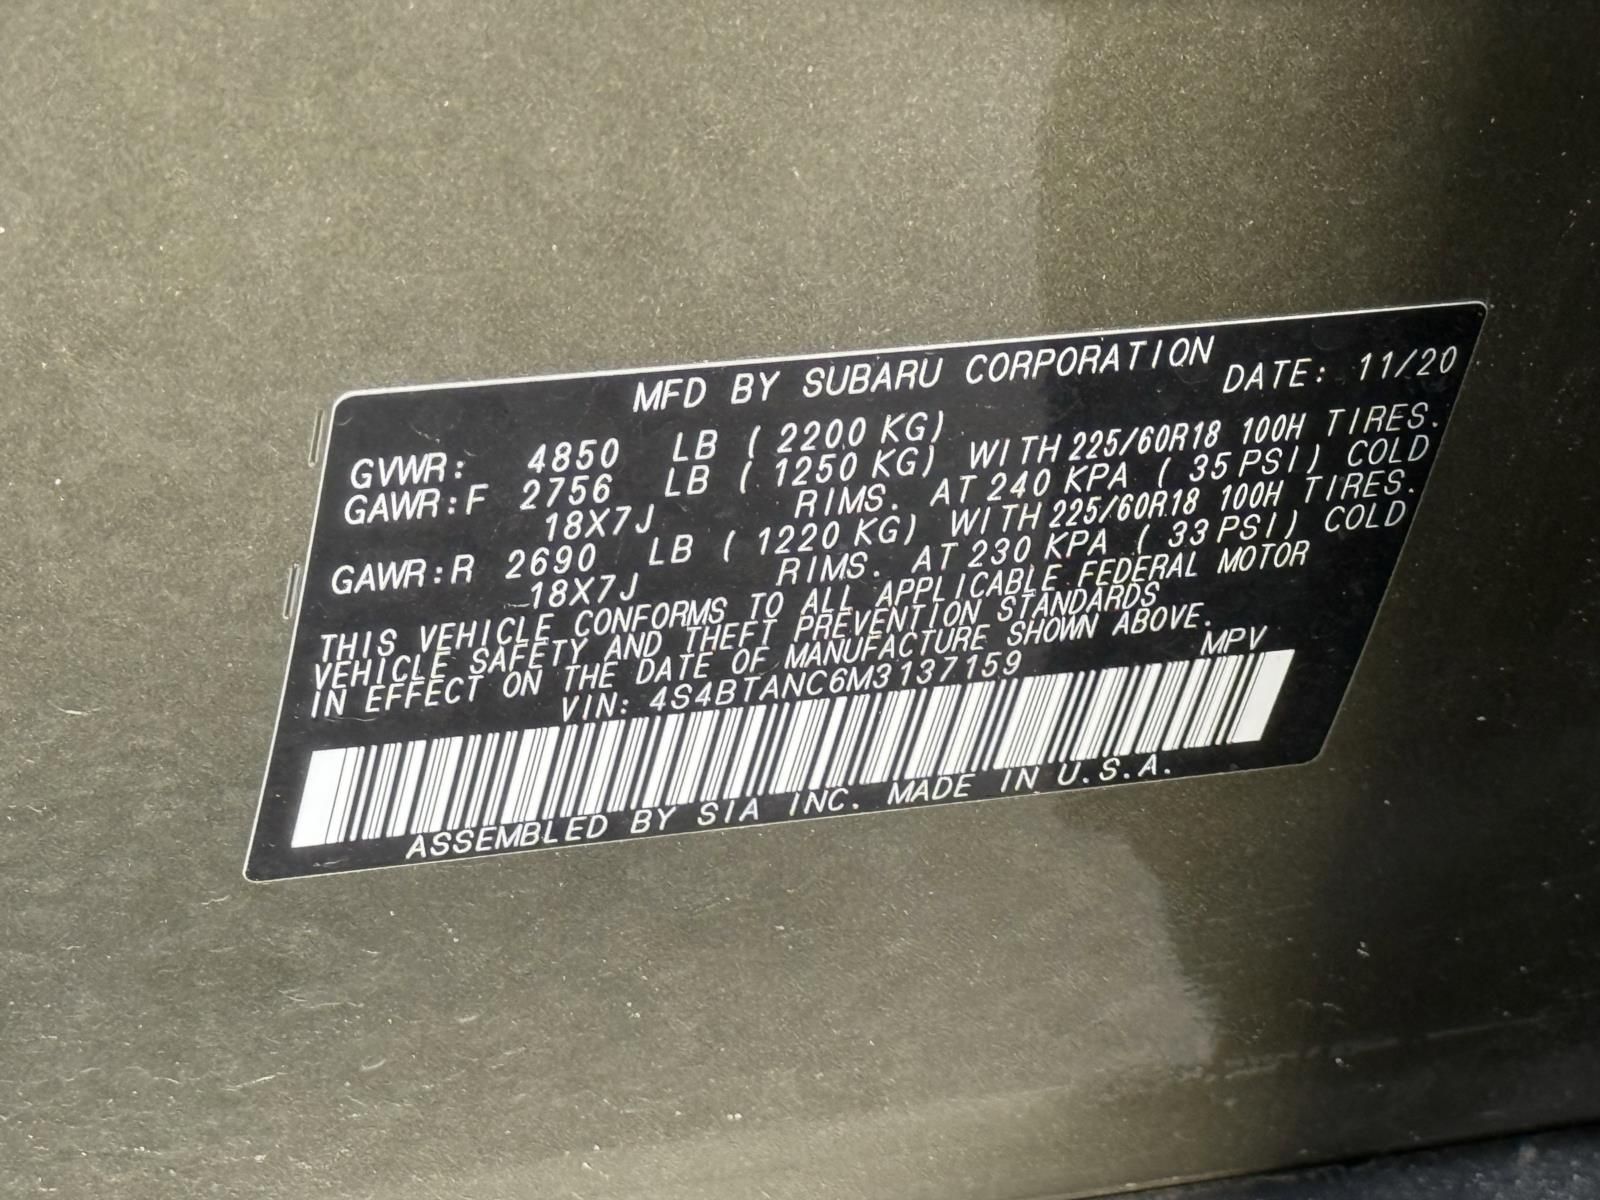 MFD BY SUBARU CORPORATION
DATE: 11/20
GVWR: 4850 LB ( 2200 KG)
GAWR:F 2756 LB ( 1250 KG) WITH 225/60R18 100H TIRES.
18X7J RIMS. AT 240 KPA ( 35 PSI) COLD
GAWR:R 2690 LB ( 1220 KG) WITH 225/60R18 100H TIRES.
18X7J RIMS. AT 230 KPA ( 33 PSI) COLD
THIS VEHICLE CONFORMS TO ALL APPLICABLE FEDERAL MOTOR
VEHICLE SAFETY AND THEFT PREVENTION STANDARDS
IN EFFECT ON THE DATE OF MANUFACTURE SHOWN ABOVE.
VIN: 4S4BTANC6M3137159 MPV
ASSEMBLED BY SIA INC. MADE IN U.S.A.